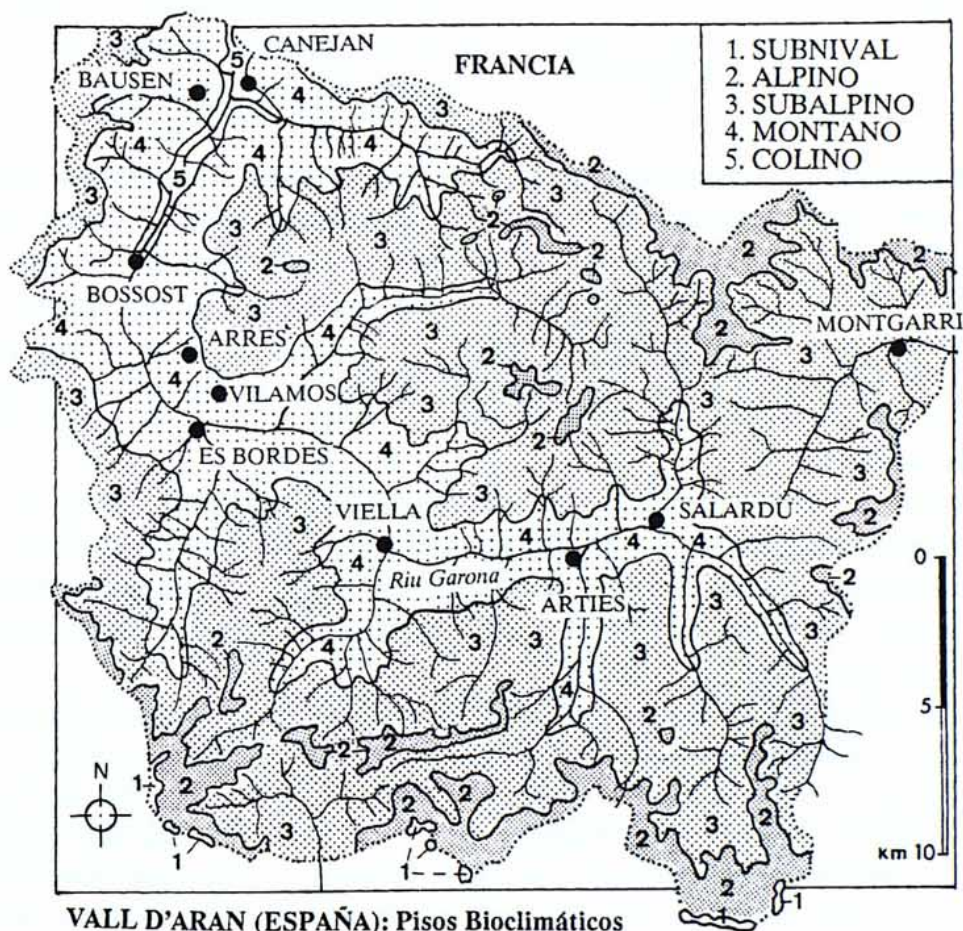 CANEJAN
BAUSEN
FRANCIA
1. SUBNIVAL
2. ALPINO
3. SUBALPINO
4. MONTANO
5. COLINO
BOSSOST
ARRES
MONTGARRI
VILAMOS
ES BORDES
VIELLA
SALARDU
Riu Garona
ARTIES
0
5
N
km 10
VALL D'ARAN (ESPAÑA): Pisos Bioclimáticos